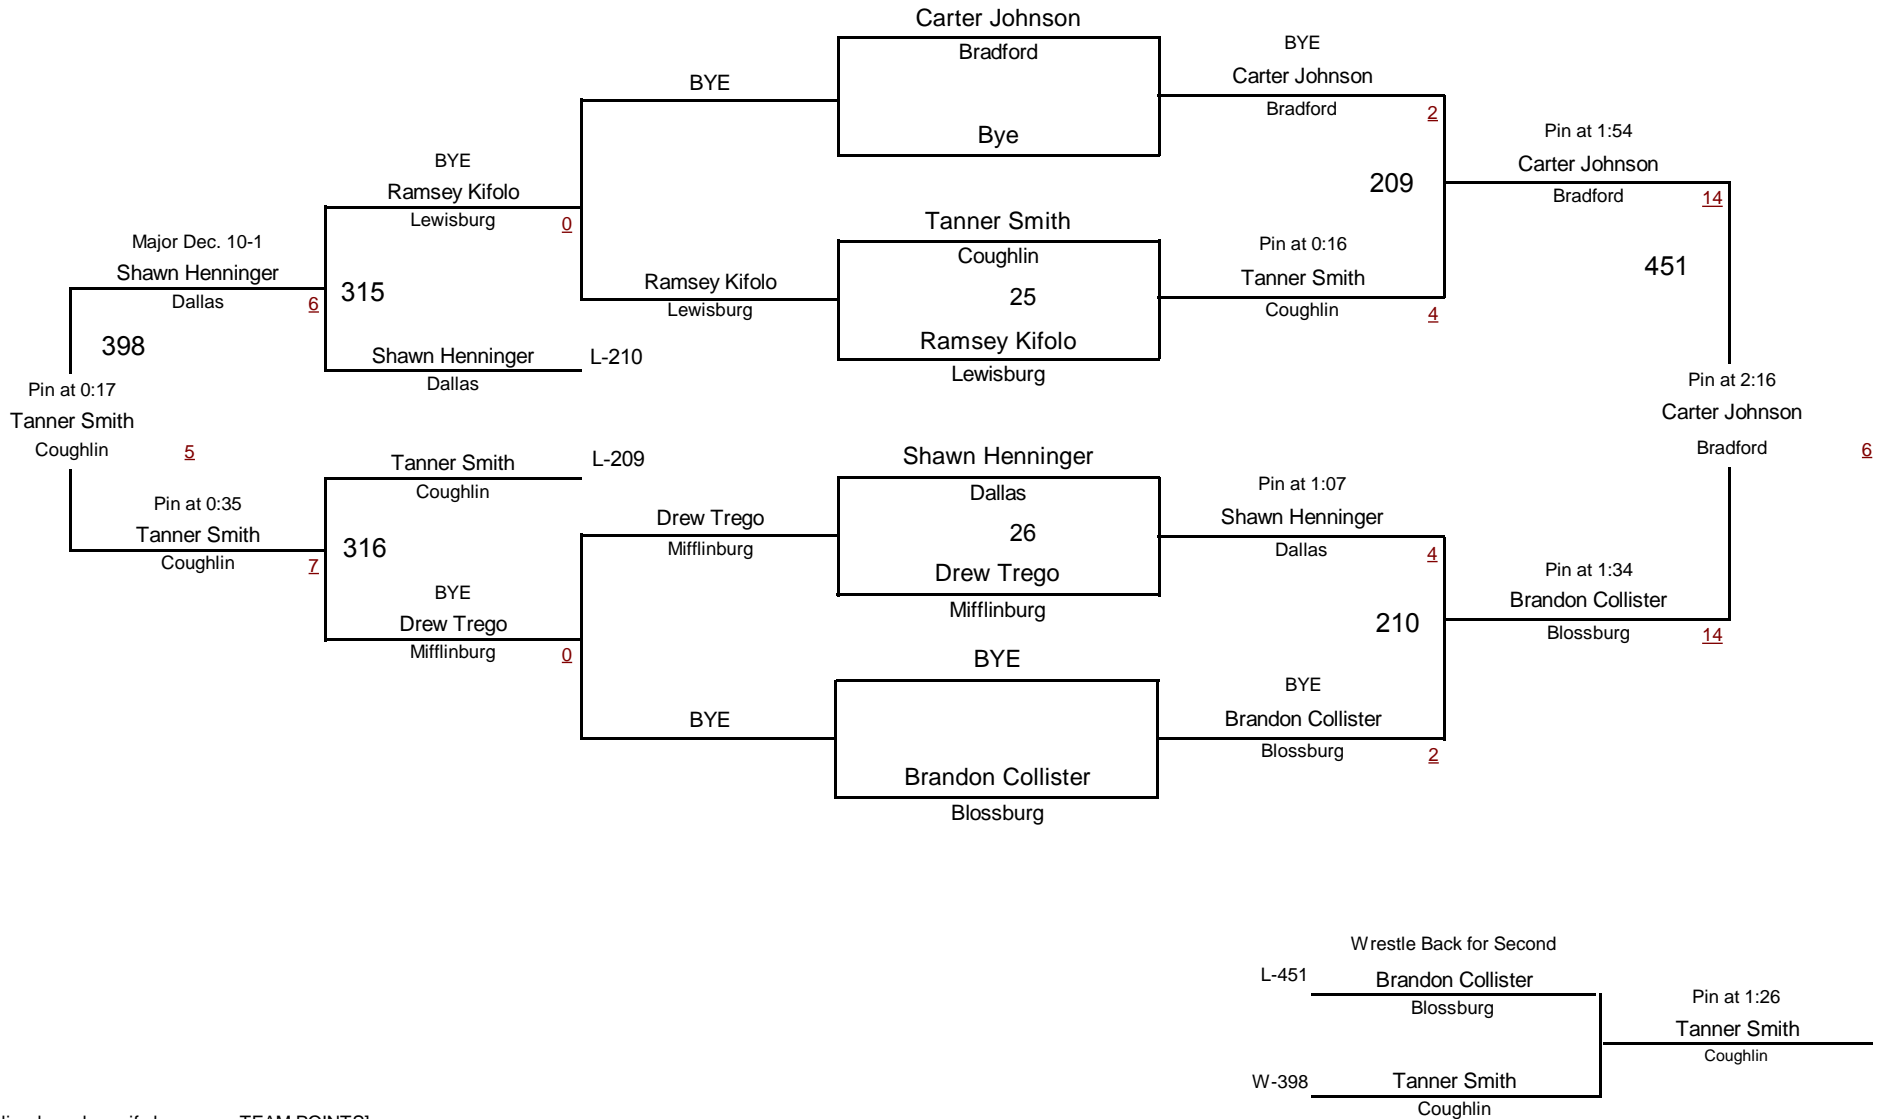 Carter Johnson
Bradford
Bye
BYE
Carter Johnson
Bradford
2
BYE
Pin at 1:54
Carter Johnson
Bradford
14
209
451
BYE
Ramsey Kifolo
Lewisburg
0
Tanner Smith
Coughlin
25
Ramsey Kifolo
Lewisburg
Pin at 0:16
Tanner Smith
Coughlin
4
Major Dec. 10-1
Shawn Henninger
Dallas
6
315
Ramsey Kifolo
Lewisburg
398
Shawn Henninger
Dallas
L-210
Pin at 0:17
Tanner Smith
Coughlin
5
Pin at 2:16
Carter Johnson
Bradford
6
Tanner Smith
Coughlin
L-209
Shawn Henninger
Dallas
26
Drew Trego
Mifflinburg
Pin at 1:07
Shawn Henninger
Dallas
4
Pin at 0:35
Tanner Smith
Coughlin
7
316
Drew Trego
Mifflinburg
BYE
Drew Trego
Mifflinburg
0
Pin at 1:34
Brandon Collister
Blossburg
14
210
BYE
Brandon Collister
Blossburg
BYE
BYE
Brandon Collister
Blossburg
2
Wrestle Back for Second
L-451
Brandon Collister
Blossburg
Pin at 1:26
Tanner Smith
Coughlin
W-398
Tanner Smith
Coughlin
TEAM POINTS]